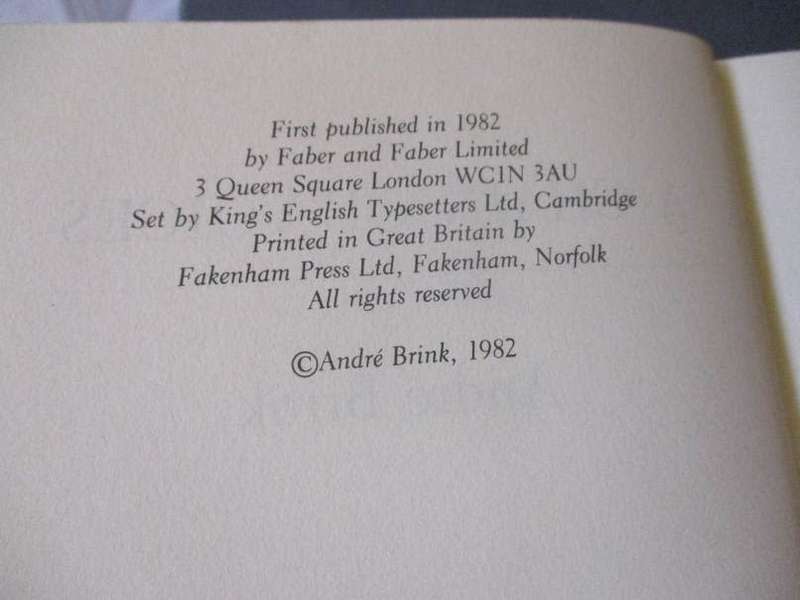 First published in 1982
by Faber and Faber Limited
3 Queen Square London WC1N 3AU
Set by King's English Typesetters Ltd, Cambridge
Printed in Great Britain by
Fakenham Press Ltd, Fakenham, Norfolk
All rights reserved
©André Brink, 1982